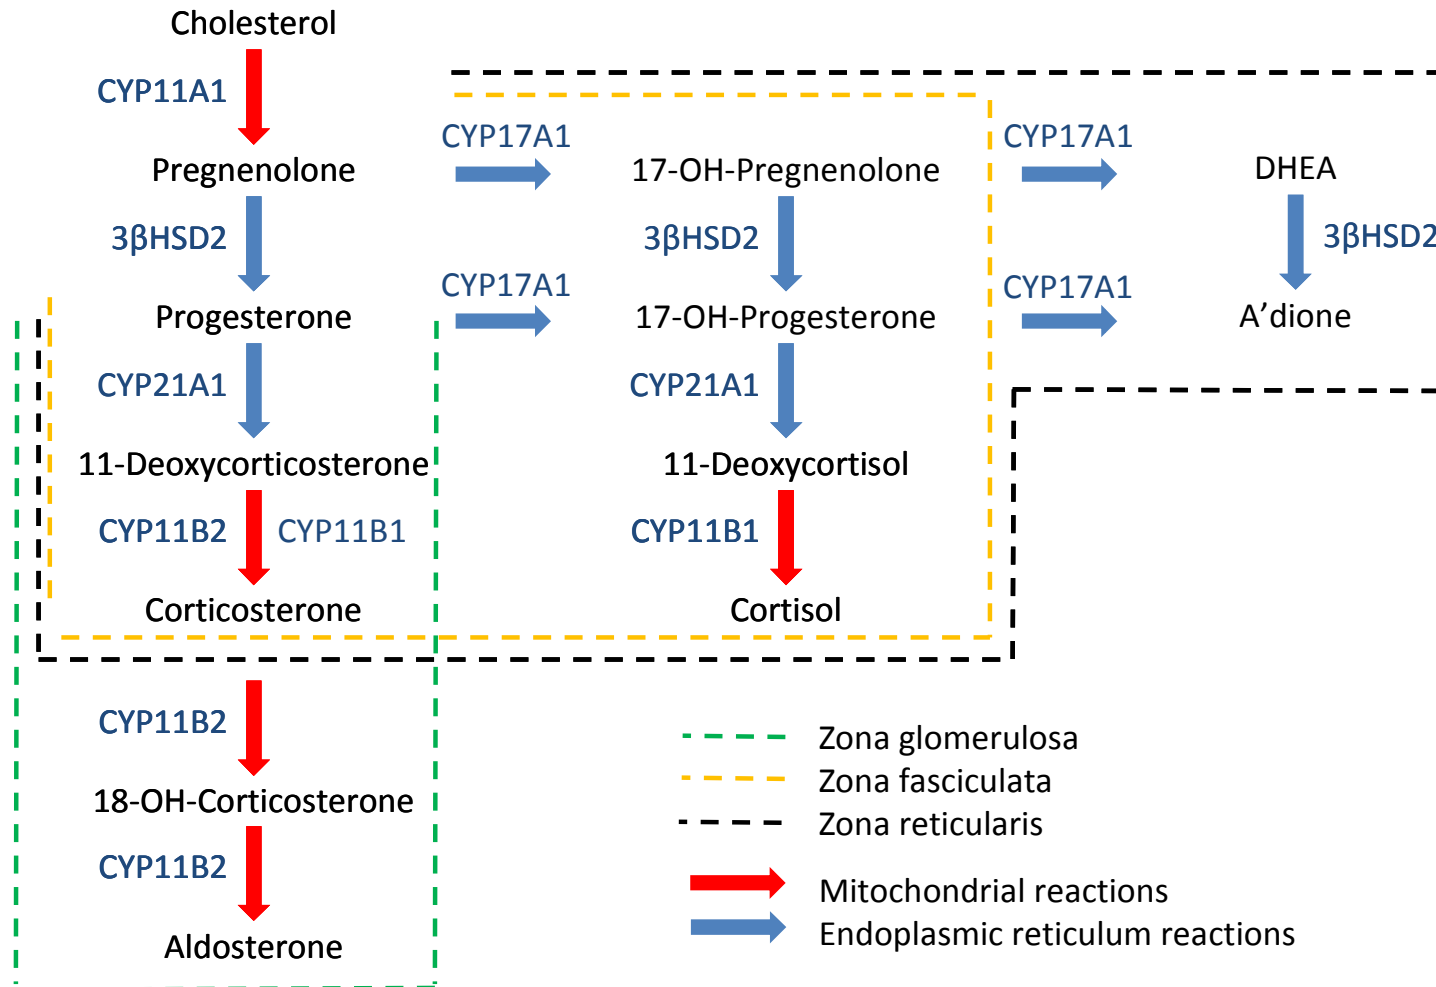 Cholesterol
CYP11A1
CYP17A1
CYP17A1
Pregnenolone
17-OH-Pregnenolone
DHEA
3βHSD2
3βHSD2
3βHSD2
CYP17A1
CYP17A1
Progesterone
17-OH-Progesterone
A’dione
CYP21A1
CYP21A1
11-Deoxycorticosterone
11-Deoxycortisol
CYP11B2
CYP11B1
CYP11B1
Corticosterone
Cortisol
CYP11B2
Zona glomerulosa
Zona fasciculata
18-OH-Corticosterone
Zona reticularis
CYP11B2
Mitochondrial reactions
Endoplasmic reticulum reactions
Aldosterone